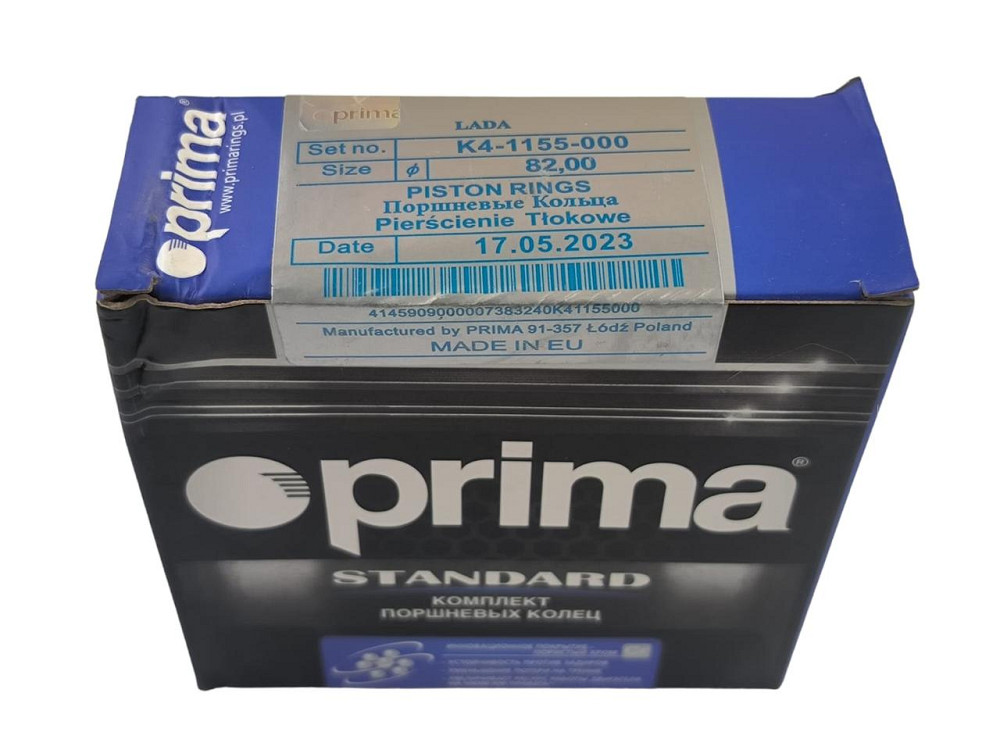 prima®
www.primarings.pl
prima
LADA
Set no. K4-1155-000
Size ϕ 82,00
PISTON RINGS
Поршневые Кольца
Pierścienie Tłokowe
Date 17.05.2023
4145909000007383240K41155000
Manufactured by PRIMA 91-357 Łódź Poland
MADE IN EU
prima®
STANDARD
КОМПЛЕКТ
ПОРШНЕВЫХ КОЛЕЦ